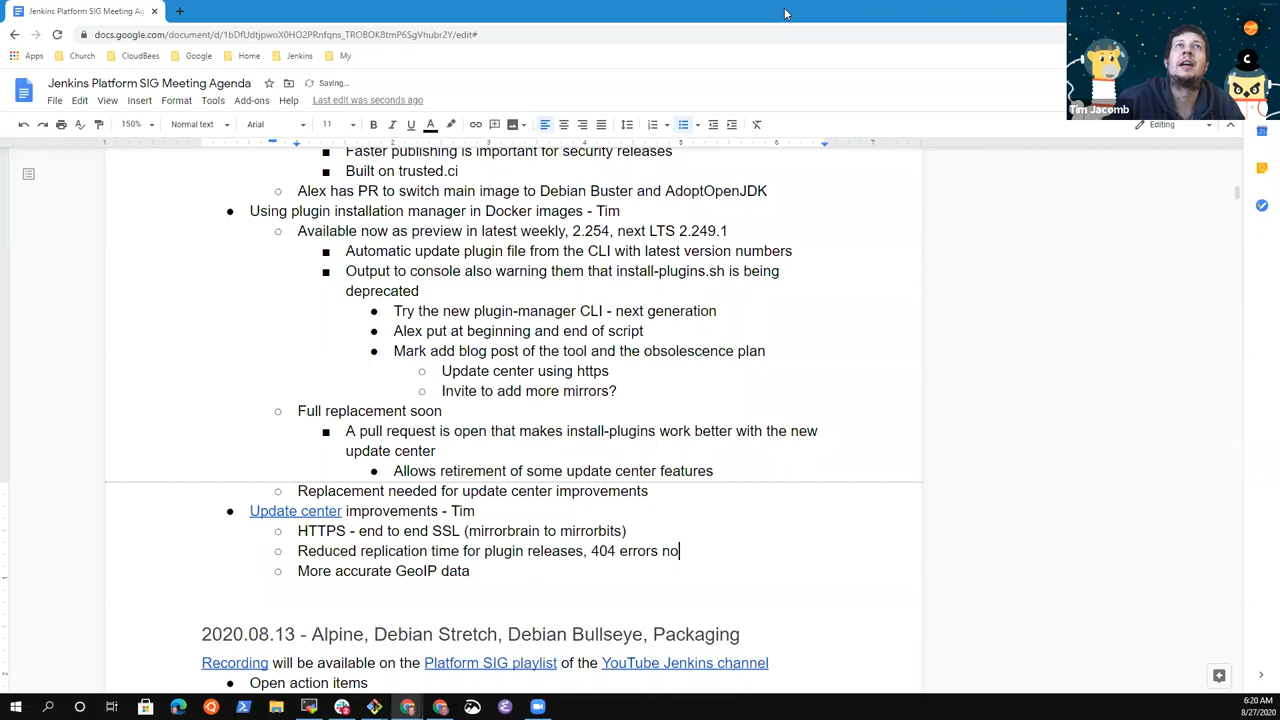 Jenkins Platform SIG Meeting Ag
docs.google.com/document/d/1bDfUdtjpwoX0HO2PRnfqns_TROBOK8tmP6SgVhubr2Y/edit#
Apps Church CloudBees Google Home Jenkins My
Tim Jacomb
Jenkins Platform SIG Meeting Agenda Saving...
File Edit View Insert Format Tools Add-ons Help Last edit was seconds ago
150% Normal text Arial 11 B I U A Editing
1 1 2 3 4 5 6 7
■ Faster publishing is important for security releases
■ Built on trusted.ci
○ Alex has PR to switch main image to Debian Buster and AdoptOpenJDK
● Using plugin installation manager in Docker images - Tim
○ Available now as preview in latest weekly, 2.254, next LTS 2.249.1
■ Automatic update plugin file from the CLI with latest version numbers
■ Output to console also warning them that install-plugins.sh is being
deprecated
● Try the new plugin-manager CLI - next generation
● Alex put at beginning and end of script
● Mark add blog post of the tool and the obsolescence plan
○ Update center using https
○ Invite to add more mirrors?
○ Full replacement soon
■ A pull request is open that makes install-plugins work better with the new
update center
● Allows retirement of some update center features
○ Replacement needed for update center improvements
● Update center improvements - Tim
○ HTTPS - end to end SSL (mirrorbrain to mirrorbits)
○ Reduced replication time for plugin releases, 404 errors no
○ More accurate GeoIP data
2020.08.13 - Alpine, Debian Stretch, Debian Bullseye, Packaging
Recording will be available on the Platform SIG playlist of the YouTube Jenkins channel
● Open action items
6:20 AM
8/27/2020